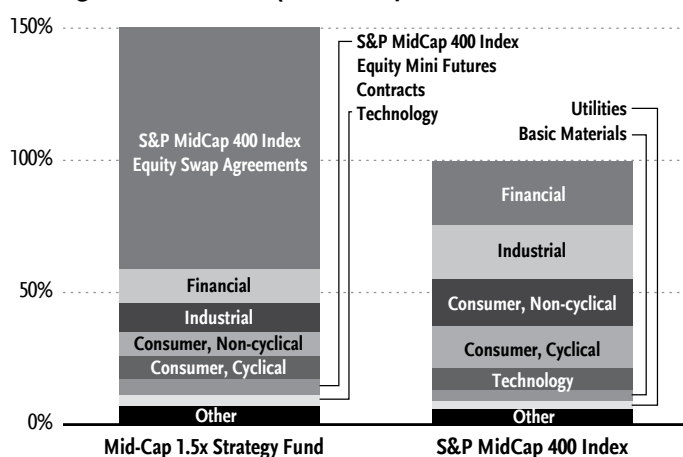 150%
100%
50%
0%
S&P MidCap 400 Index
Equity Swap Agreements
Financial
Industrial
Consumer, Non-cyclical
Consumer, Cyclical
Other
S&P MidCap 400 Index
Equity Mini Futures
Contracts
Technology
Utilities
Basic Materials
Financial
Industrial
Consumer, Non-cyclical
Consumer, Cyclical
Technology
Other
Mid-Cap 1.5x Strategy Fund
S&P MidCap 400 Index